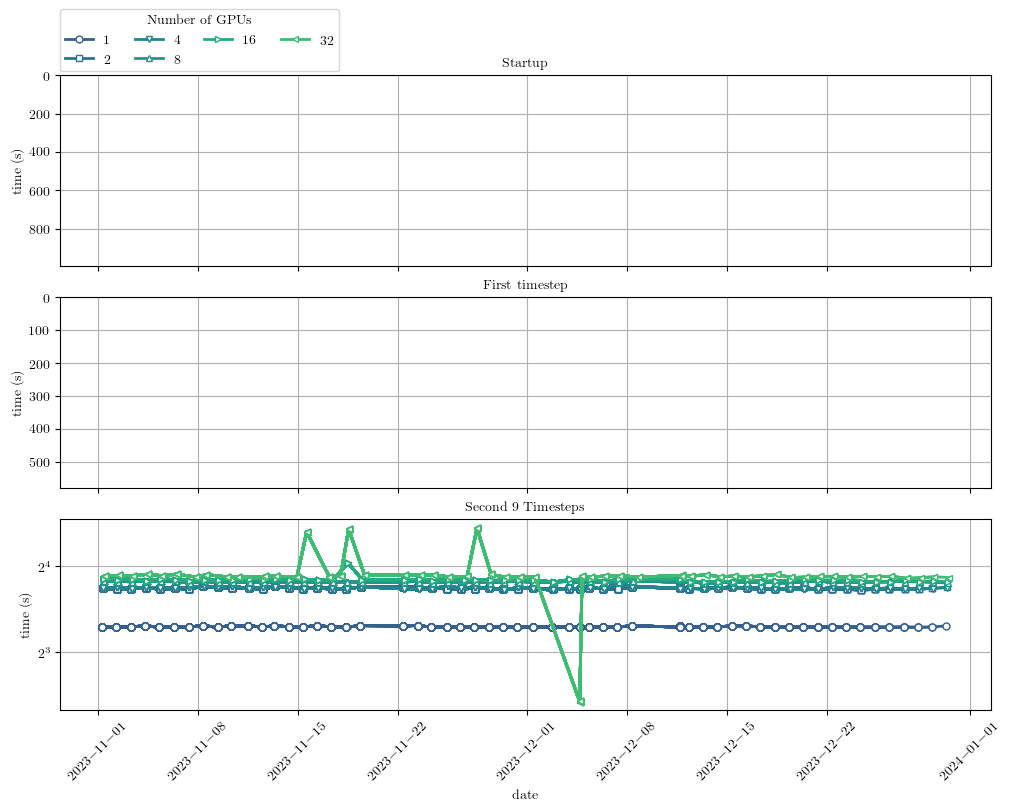 Number of GPUs
1 4 16 32
2 8
Startup
0
200
400
600
800
time (s)
First timestep
0
100
200
300
400
500
time (s)
Second 9 Timesteps
2^4
2^3
time (s)
2023−11−01 2023−11−08 2023−11−15 2023−11−22 2023−12−01 2023−12−08 2023−12−15 2023−12−22 2024−01−01
date